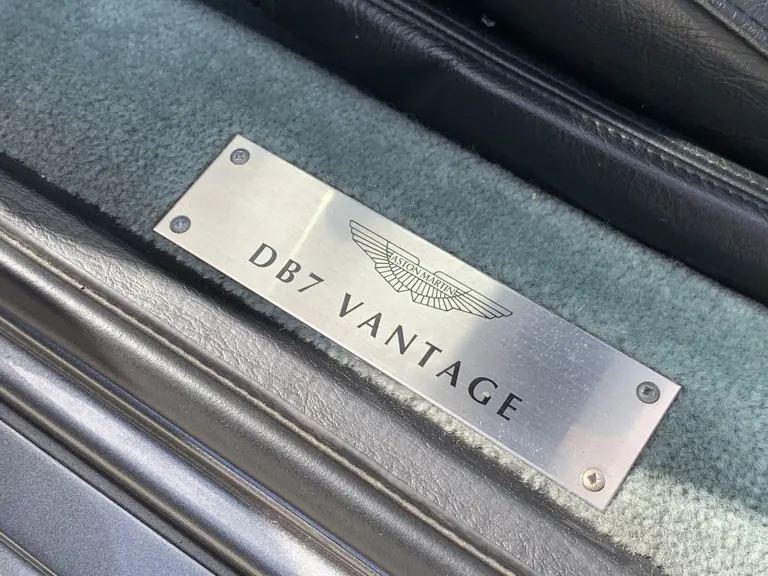 ASTON MARTIN
DB7 VANTAGE